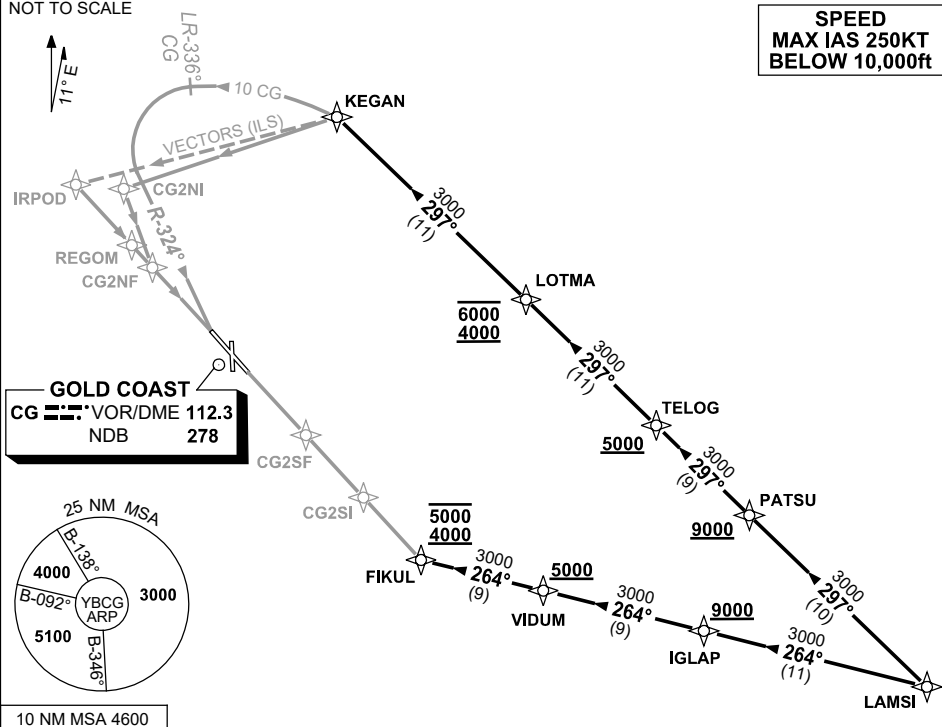 NOT TO SCALE
11° E
SPEED
MAX IAS 250KT
BELOW 10,000ft
LR-336°
CG
10 CG
KEGAN
VECTORS (ILS)
IRPOD
CG2NI
R-324°
REGOM
CG2NF
3000
297°
(11)
LOTMA
6000
4000
3000
297°
(11)
TELOG
5000
3000
297°
(9)
PATSU
9000
3000
297°
(10)
GOLD COAST
CG VOR/DME 112.3
NDB 278
CG2SF
CG2SI
5000
4000
FIKUL
3000
264°
(9)
5000
VIDUM
3000
264°
(9)
9000
IGLAP
3000
264°
(11)
LAMSI
25 NM MSA
B-138°
4000
B-092°
YBCG
ARP
3000
5100
B-346°
10 NM MSA 4600